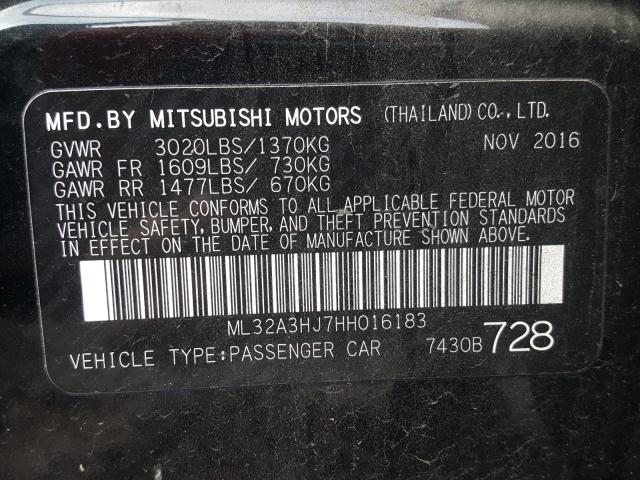 MFD.BY MITSUBISHI MOTORS (THAILAND) CO., LTD.
GVWR 3020LBS/1370KG NOV 2016
GAWR FR 1609LBS/ 730KG
GAWR RR 1477LBS/ 670KG
THIS VEHICLE CONFORMS TO ALL APPLICABLE FEDERAL MOTOR
VEHICLE SAFETY, BUMPER, AND THEFT PREVENTION STANDARDS
IN EFFECT ON THE DATE OF MANUFACTURE SHOWN ABOVE.
ML32A3HJ7HH016183
VEHICLE TYPE:PASSENGER CAR 7430B 728